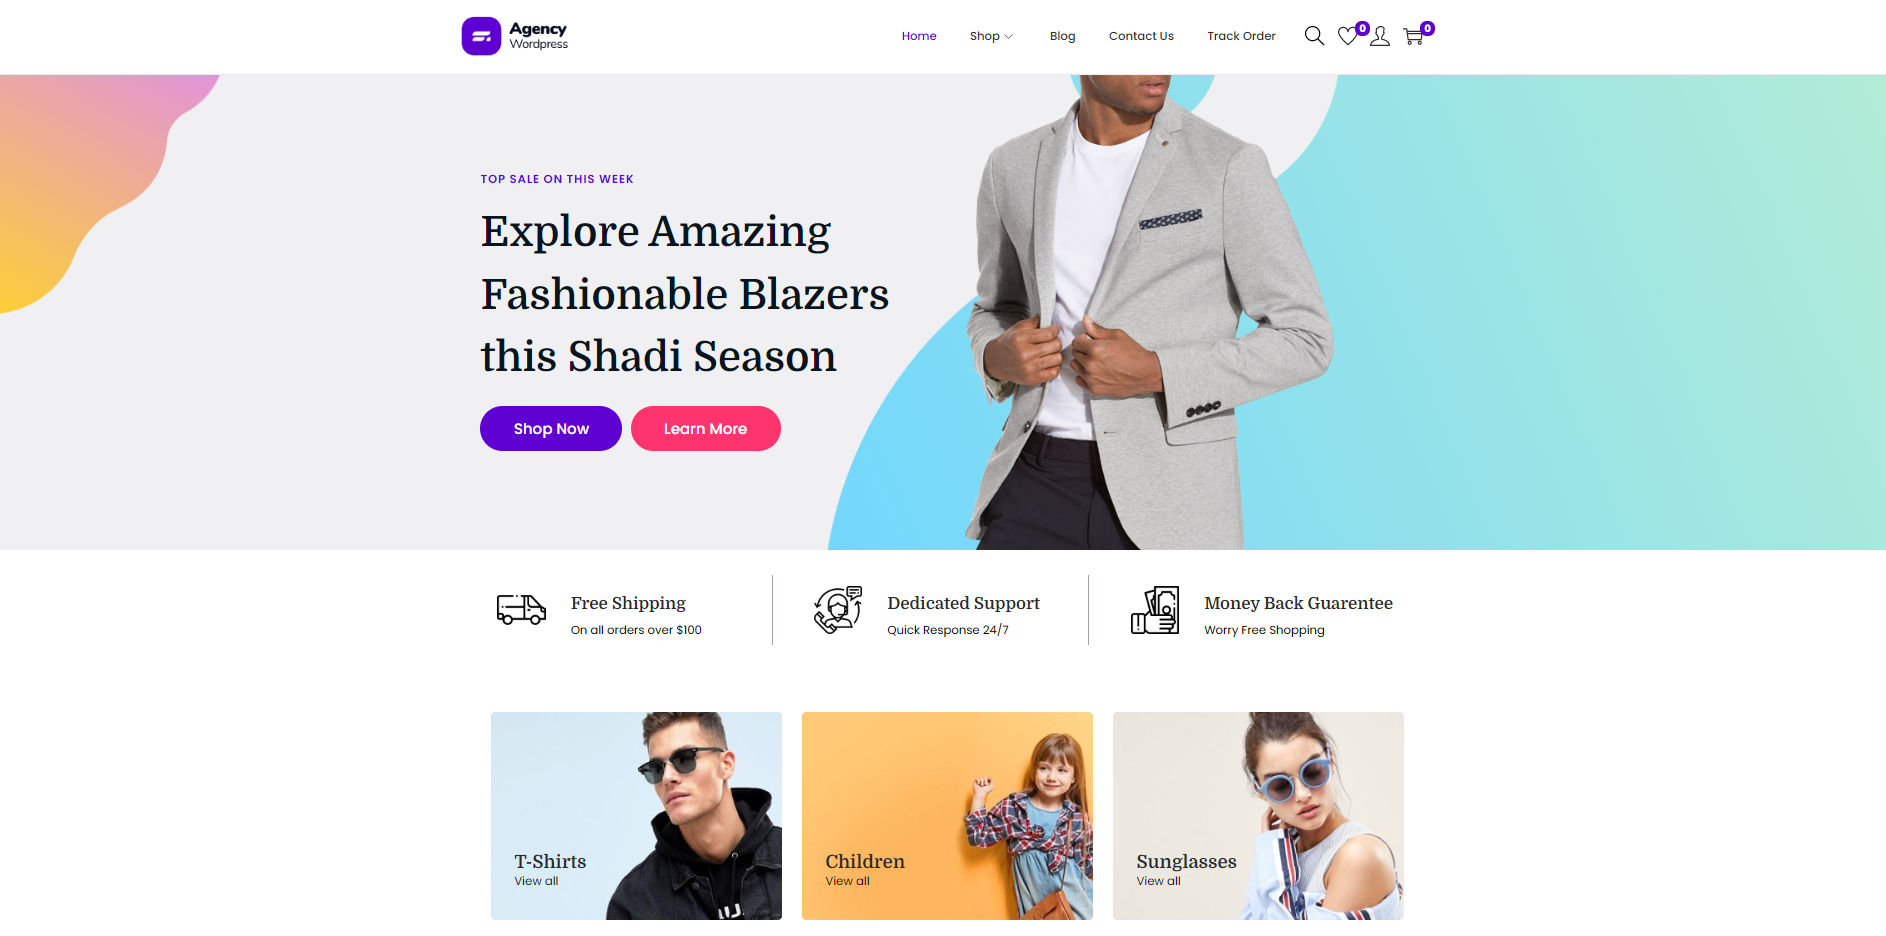 Agency
Wordpress
Home
Shop
Blog
Contact Us
Track Order
0
0
TOP SALE ON THIS WEEK
Explore Amazing
Fashionable Blazers
this Shadi Season
Shop Now
Learn More
Free Shipping
On all orders over $100
Dedicated Support
Quick Response 24/7
Money Back Guarentee
Worry Free Shopping
T-Shirts
View all
Children
View all
Sunglasses
View all